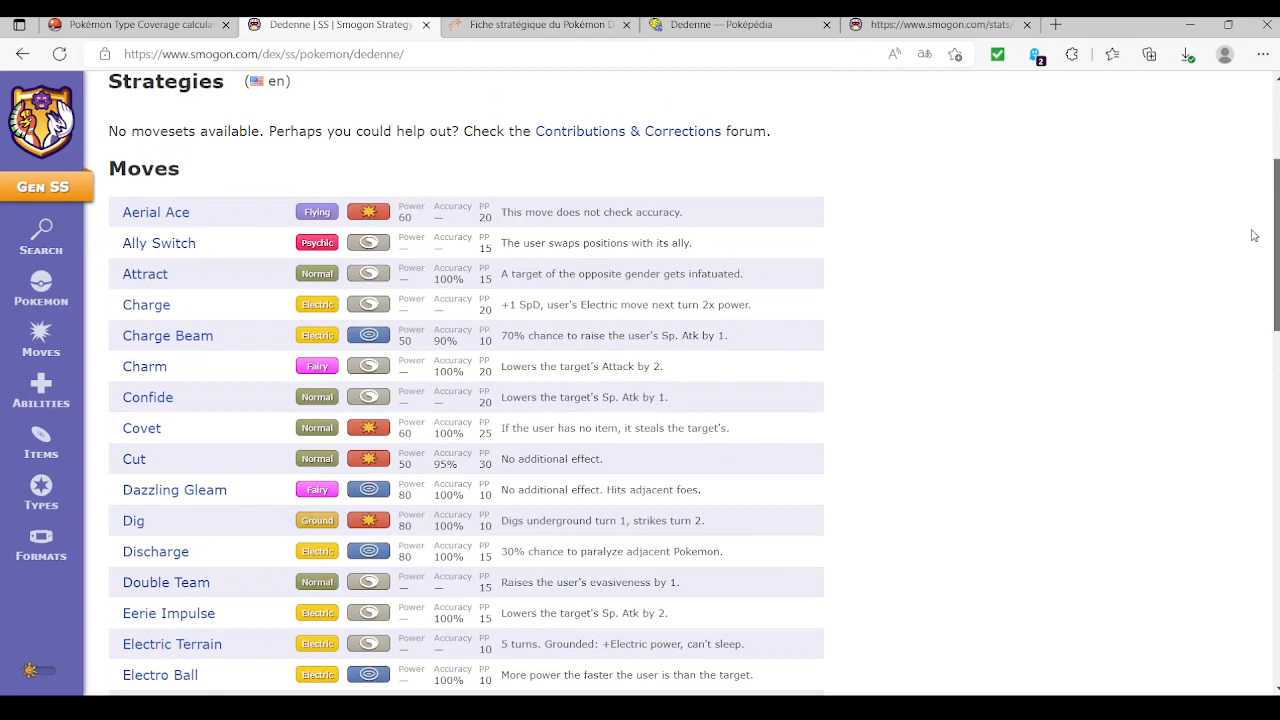 Pokémon Type Coverage calcula
Dedenne | SS | Smogon Strategy
Fiche stratégique du Pokémon D
Dedenne — Poképédia
https://www.smogon.com/stats/
https://www.smogon.com/dex/ss/pokemon/dedenne/
2
Strategies (en)
No movesets available. Perhaps you could help out? Check the Contributions & Corrections forum.
Moves
Gen SS
Search
Pokemon
Moves
Abilities
Items
Types
Formats
Aerial Ace Flying Power 60 Accuracy — PP 20 This move does not check accuracy.
Ally Switch Psychic Power — Accuracy — PP 15 The user swaps positions with its ally.
Attract Normal Power — Accuracy 100% PP 15 A target of the opposite gender gets infatuated.
Charge Electric Power — Accuracy — PP 20 +1 SpD, user's Electric move next turn 2x power.
Charge Beam Electric Power 50 Accuracy 90% PP 10 70% chance to raise the user's Sp. Atk by 1.
Charm Fairy Power — Accuracy 100% PP 20 Lowers the target's Attack by 2.
Confide Normal Power — Accuracy — PP 20 Lowers the target's Sp. Atk by 1.
Covet Normal Power 60 Accuracy 100% PP 25 If the user has no item, it steals the target's.
Cut Normal Power 50 Accuracy 95% PP 30 No additional effect.
Dazzling Gleam Fairy Power 80 Accuracy 100% PP 10 No additional effect. Hits adjacent foes.
Dig Ground Power 80 Accuracy 100% PP 10 Digs underground turn 1, strikes turn 2.
Discharge Electric Power 80 Accuracy 100% PP 15 30% chance to paralyze adjacent Pokemon.
Double Team Normal Power — Accuracy — PP 15 Raises the user's evasiveness by 1.
Eerie Impulse Electric Power — Accuracy 100% PP 15 Lowers the target's Sp. Atk by 2.
Electric Terrain Electric Power — Accuracy — PP 10 5 turns. Grounded: +Electric power, can't sleep.
Electro Ball Electric Power — Accuracy 100% PP 10 More power the faster the user is than the target.